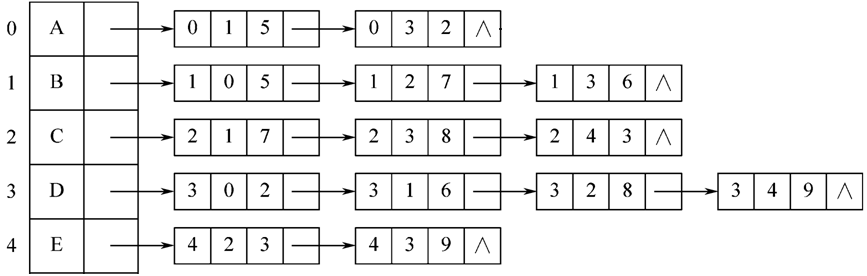 0 A 0 1 5 0 3 2 ∧
1 B 1 0 5 1 2 7 1 3 6 ∧
2 C 2 1 7 2 3 8 2 4 3 ∧
3 D 3 0 2 3 1 6 3 2 8 3 4 9 ∧
4 E 4 2 3 4 3 9 ∧